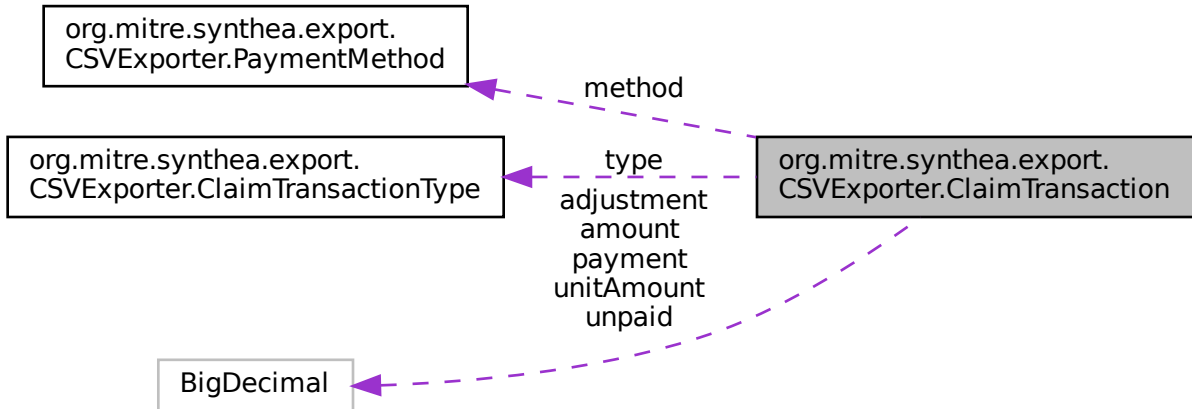 org.mitre.synthea.export.
CSVExporter.PaymentMethod
method
org.mitre.synthea.export.
CSVExporter.ClaimTransactionType
type
org.mitre.synthea.export.
CSVExporter.ClaimTransaction
adjustment
amount
payment
unitAmount
unpaid
BigDecimal